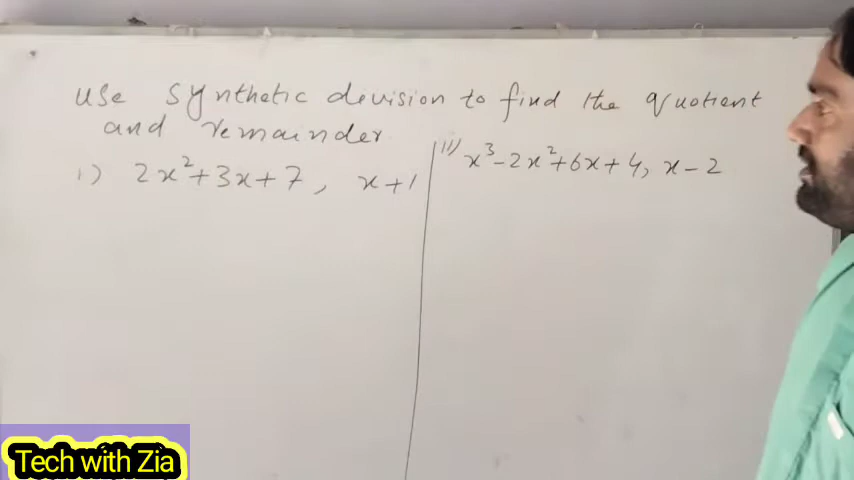 use synthetic devision to find the quotient
and remainder
i) 2x²+3x+7, x+1
ii) x³-2x²+6x+4, x-2
Tech with Zia